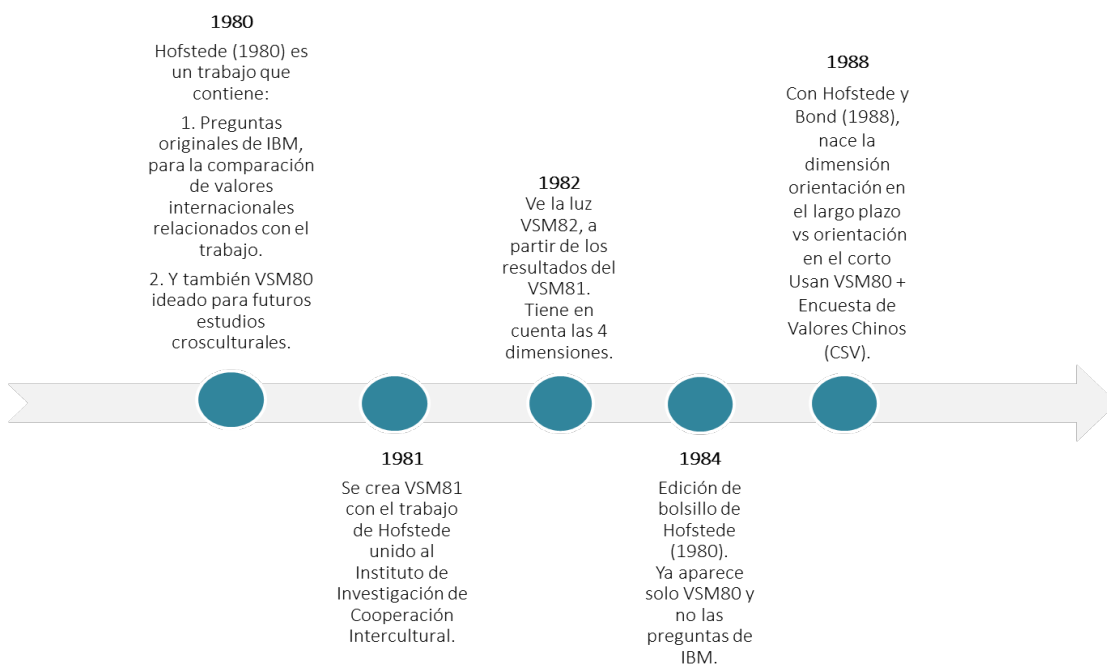 1980
Hofstede (1980) es
un trabajo que
contiene:
1. Preguntas
originales de IBM,
para la comparación
de valores
internacionales
relacionados con el
trabajo.
2. Y también VSM80
ideado para futuros
estudios
crosculturales.
1981
Se crea VSM81
con el trabajo
de Hofstede
unido al
Instituto de
Investigación de
Cooperación
Intercultural.
1982
Ve la luz
VSM82, a
partir de los
resultados del
VSM81.
Tiene en
cuenta las 4
dimensiones.
1984
Edición de
bolsillo de
Hofstede
(1980).
Ya aparece
solo VSM80 y
no las
preguntas de
IBM.
1988
Con Hofstede y
Bond (1988),
nace la
dimensión
orientación en
el largo plazo
vs orientación
en el corto
Usan VSM80 +
Encuesta de
Valores Chinos
(CSV).